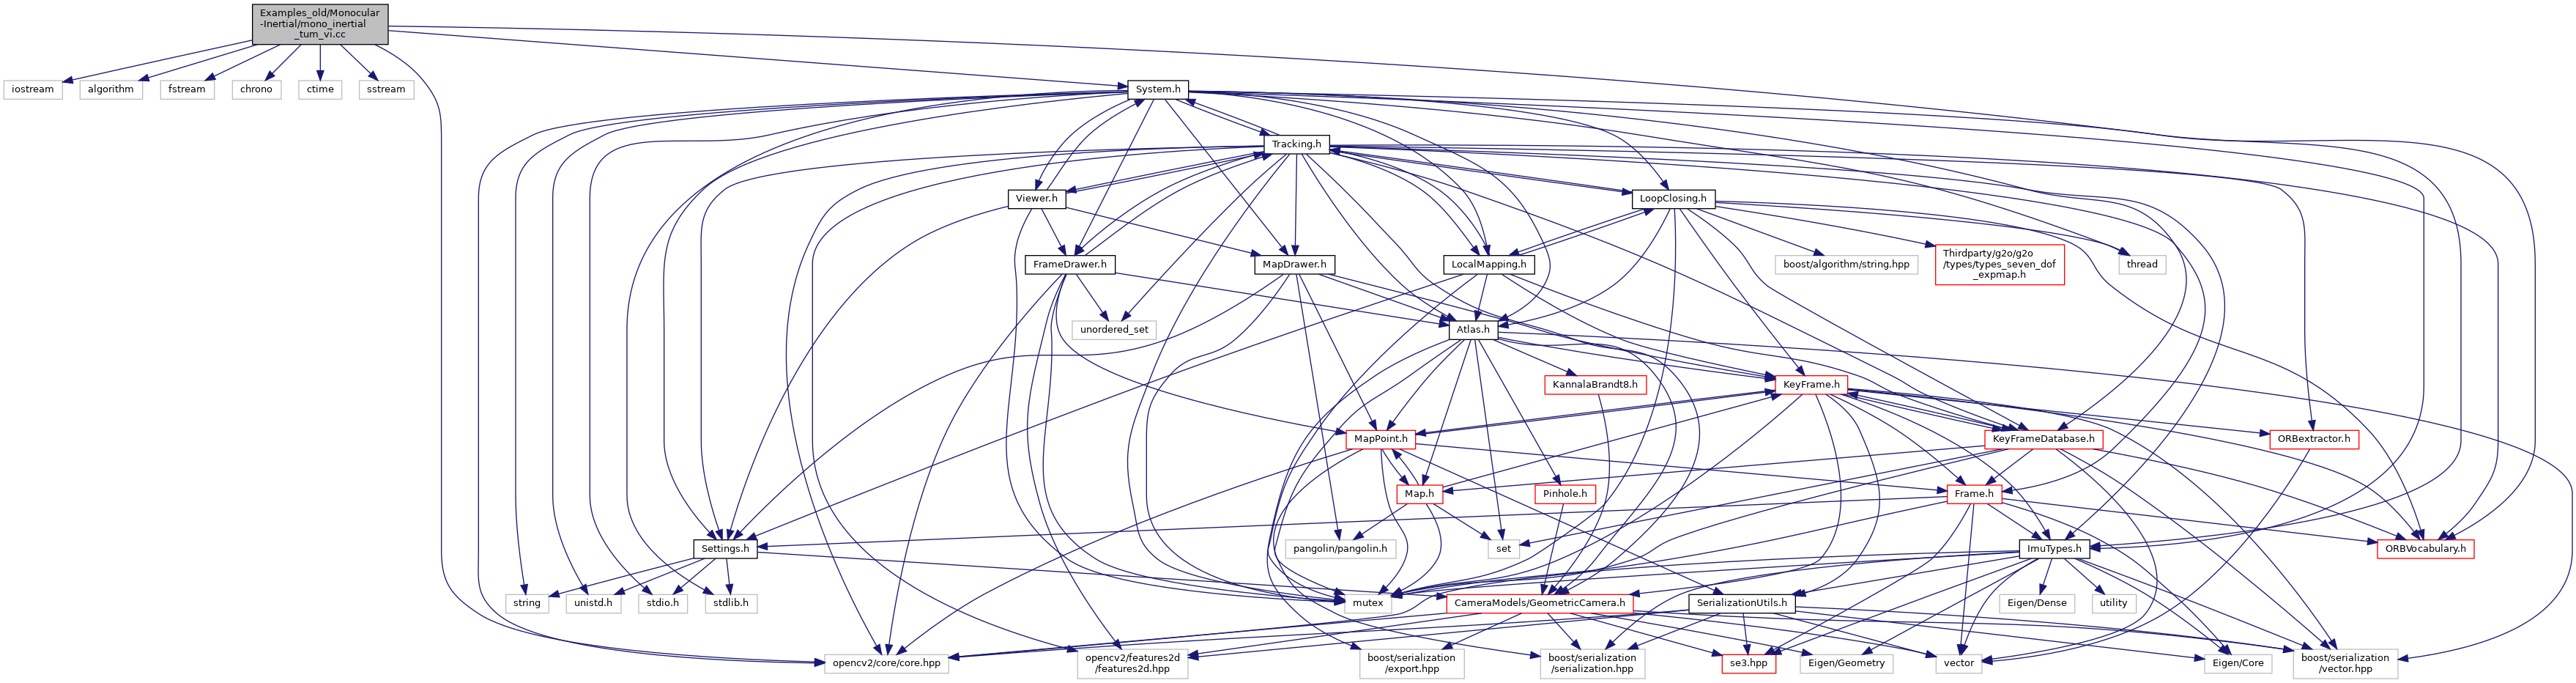 Examples_old/Monocular
-Inertial/mono_inertial
_tum_vi.cc
iostream
algorithm
fstream
chrono
ctime
sstream
System.h
Tracking.h
Viewer.h
LoopClosing.h
FrameDrawer.h
MapDrawer.h
LocalMapping.h
boost/algorithm/string.hpp
Thirdparty/g2o/g2o
/types/types_seven_dof
_expmap.h
thread
unordered_set
Atlas.h
KannalaBrandt8.h
KeyFrame.h
MapPoint.h
KeyFrameDatabase.h
ORBextractor.h
Map.h
Pinhole.h
Frame.h
Settings.h
pangolin/pangolin.h
set
ImuTypes.h
ORBVocabulary.h
string
unistd.h
stdio.h
stdlib.h
mutex
CameraModels/GeometricCamera.h
SerializationUtils.h
Eigen/Dense
utility
opencv2/core/core.hpp
opencv2/features2d
/features2d.hpp
boost/serialization
/export.hpp
boost/serialization
/serialization.hpp
se3.hpp
Eigen/Geometry
vector
Eigen/Core
boost/serialization
/vector.hpp